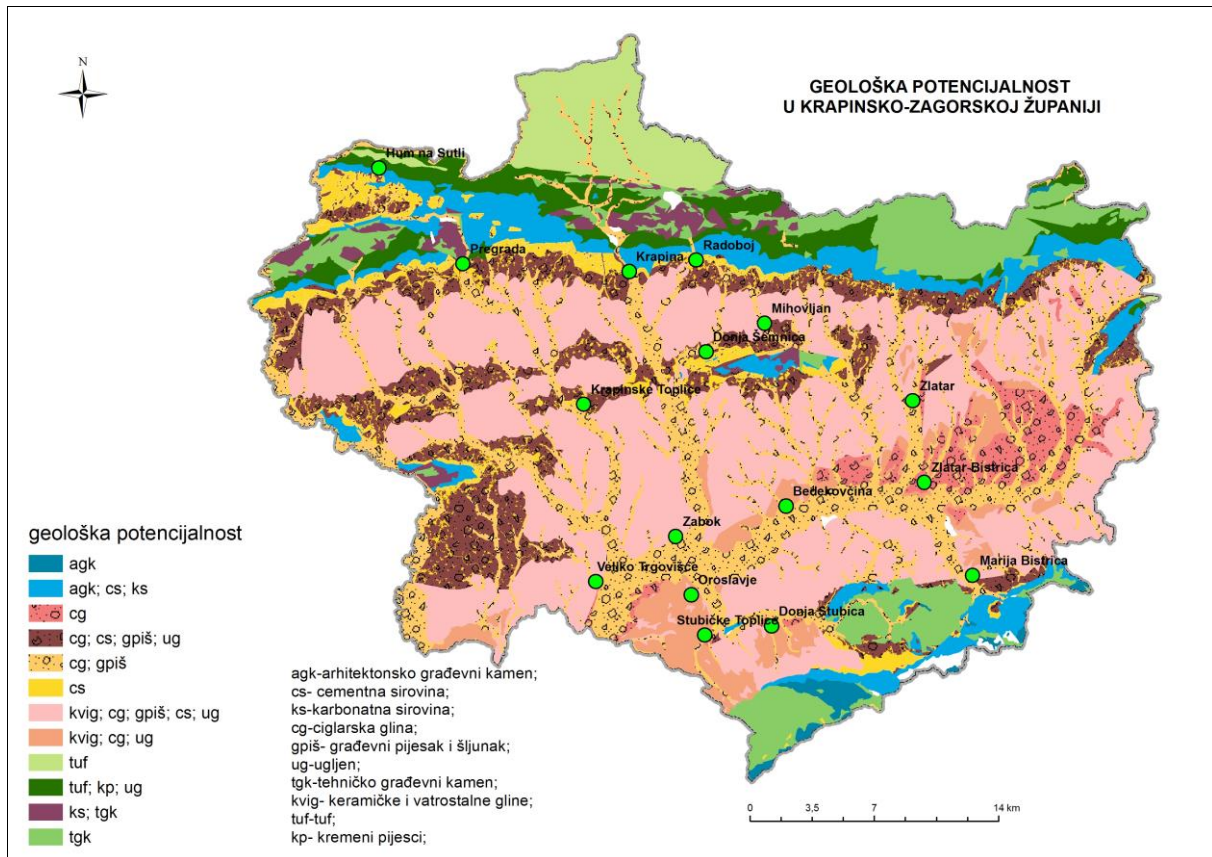 N
GEOLOŠKA POTENCIJALNOST
U KRAPINSKO-ZAGORSKOJ ŽUPANIJI
Hum na Sutli
Pregrada
Krapina
Radoboj
Mihovljan
Donja Šemnica
Krapinske Toplice
Zlatar
Zlatar-Bistrica
Bedekovčina
Zabok
Veliko Trgovišće
Oroslavje
Marija Bistrica
Stubičke Toplice
Donja Stubica
geološka potencijalnost
agk
agk; cs; ks
cg
cg; cs; gpiš; ug
cg; gpiš
cs
kvig; cg; gpiš; cs; ug
kvig; cg; ug
tuf
tuf; kp; ug
ks; tgk
tgk
agk-arhitektonsko građevni kamen;
cs- cementna sirovina;
ks-karbonatna sirovina;
cg-ciglarska glina;
gpiš- građevni pijesak i šljunak;
ug-ugljen;
tgk-tehničko građevni kamen;
kvig- keramičke i vatrostalne gline;
tuf-tuf;
kp- kremeni pijesci;
0 3,5 7 14 km